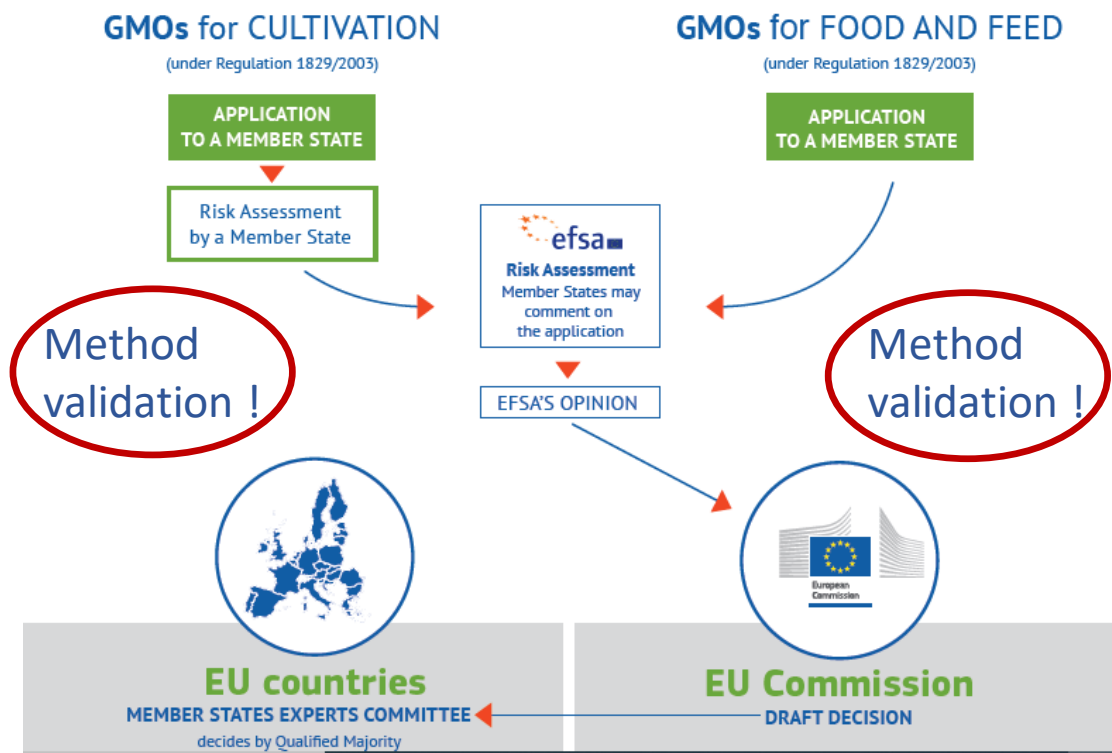 GMOs for CULTIVATION
(under Regulation 1829/2003)
APPLICATION
TO A MEMBER STATE
Risk Assessment
by a Member State
GMOs for FOOD AND FEED
(under Regulation 1829/2003)
APPLICATION
TO A MEMBER STATE
efsa
Risk Assessment
Member States may
comment on
the application
EFSA'S OPINION
Method
validation !
Method
validation !
European
Commission
EU countries
MEMBER STATES EXPERTS COMMITTEE
decides by Qualified Majority
EU Commission
DRAFT DECISION